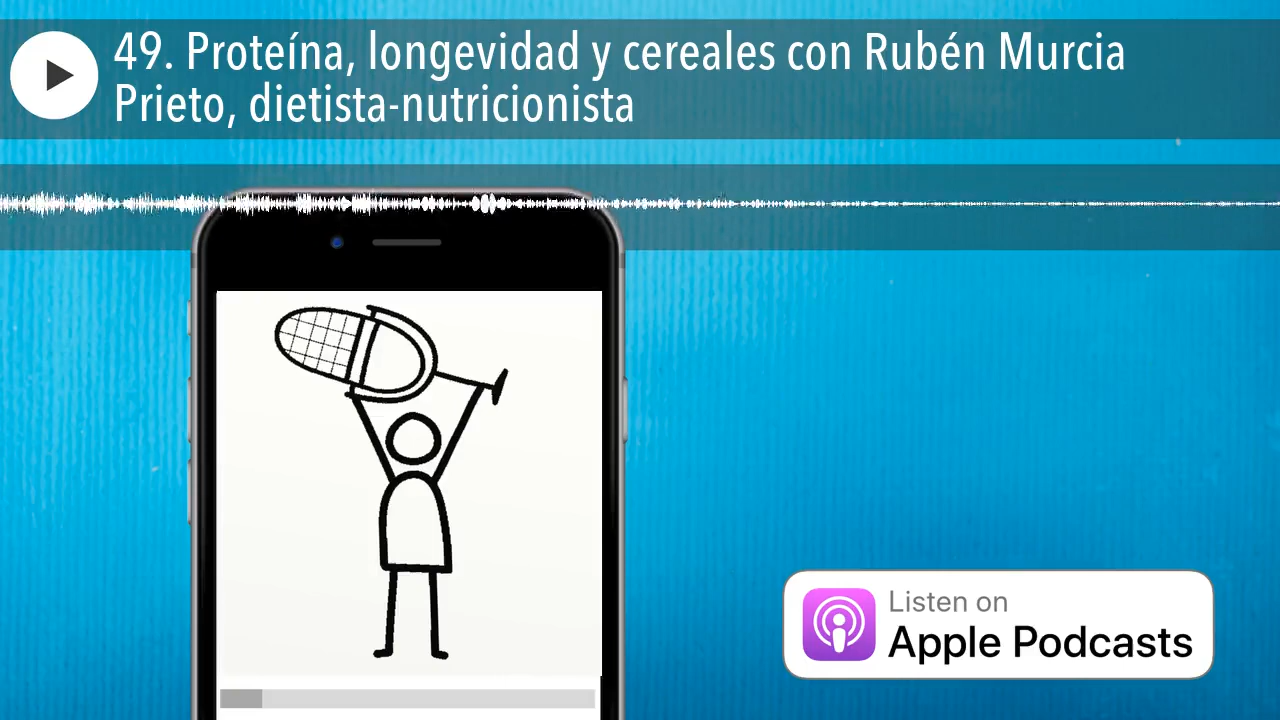 49. Proteína, longevidad y cereales con Rubén Murcia
Prieto, dietista-nutricionista
Listen on
Apple Podcasts